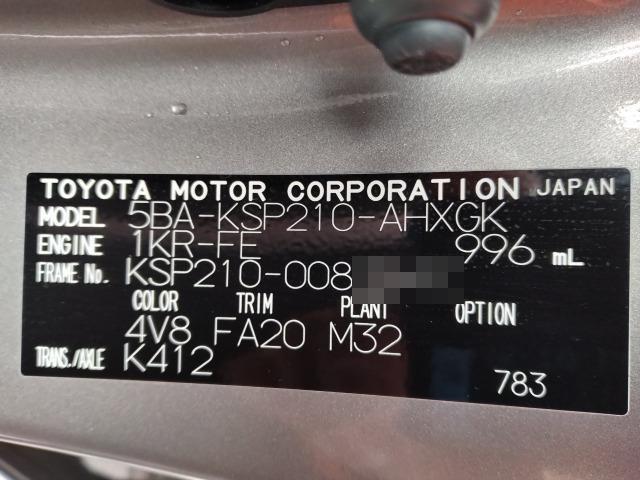 TOYOTA MOTOR CORPORATION JAPAN
MODEL 5BA-KSP210-AHXGK
ENGINE 1KR-FE 996 mL
FRAME No. KSP210-008
COLOR TRIM PLANT OPTION
4V8 FA20 M32
TRANS./AXLE K412
783